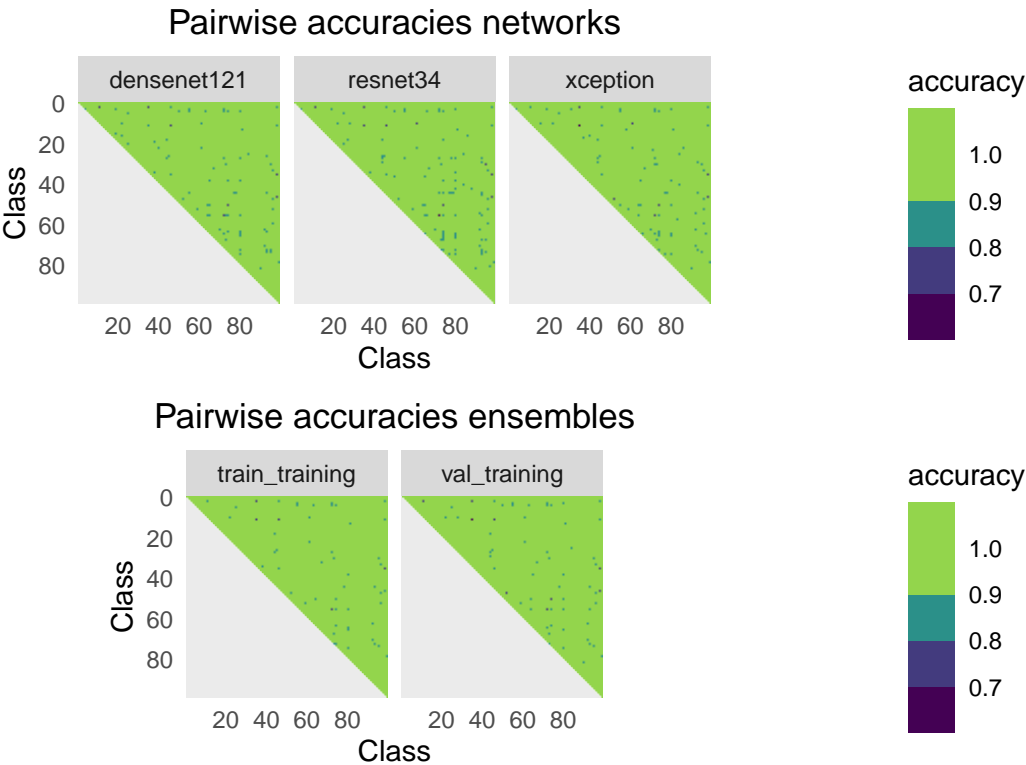 Pairwise accuracies networks
densenet121 resnet34 xception
accuracy
0
20
40
60
80
Class
20 40 60 80 20 40 60 80 20 40 60 80
Class
1.0
0.9
0.8
0.7
Pairwise accuracies ensembles
train_training val_training
accuracy
0
20
40
60
80
Class
20 40 60 80 20 40 60 80
Class
1.0
0.9
0.8
0.7